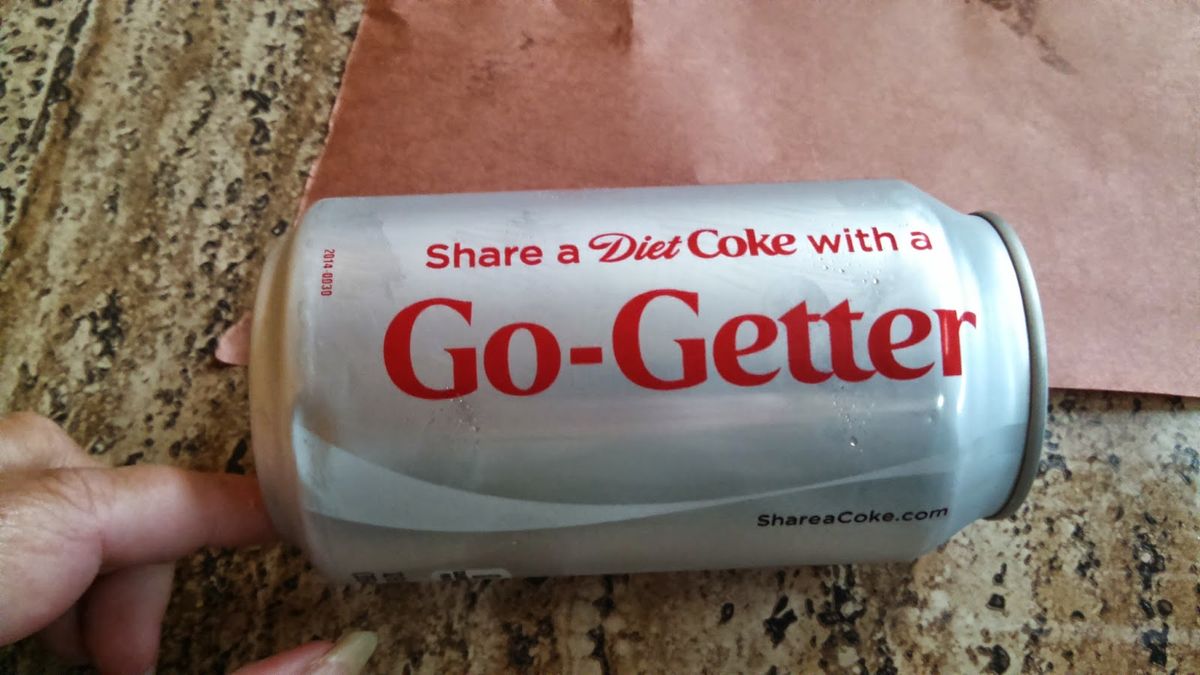 Share a Diet Coke with a
Go-Getter
ShareaCoke.com
2014-0030